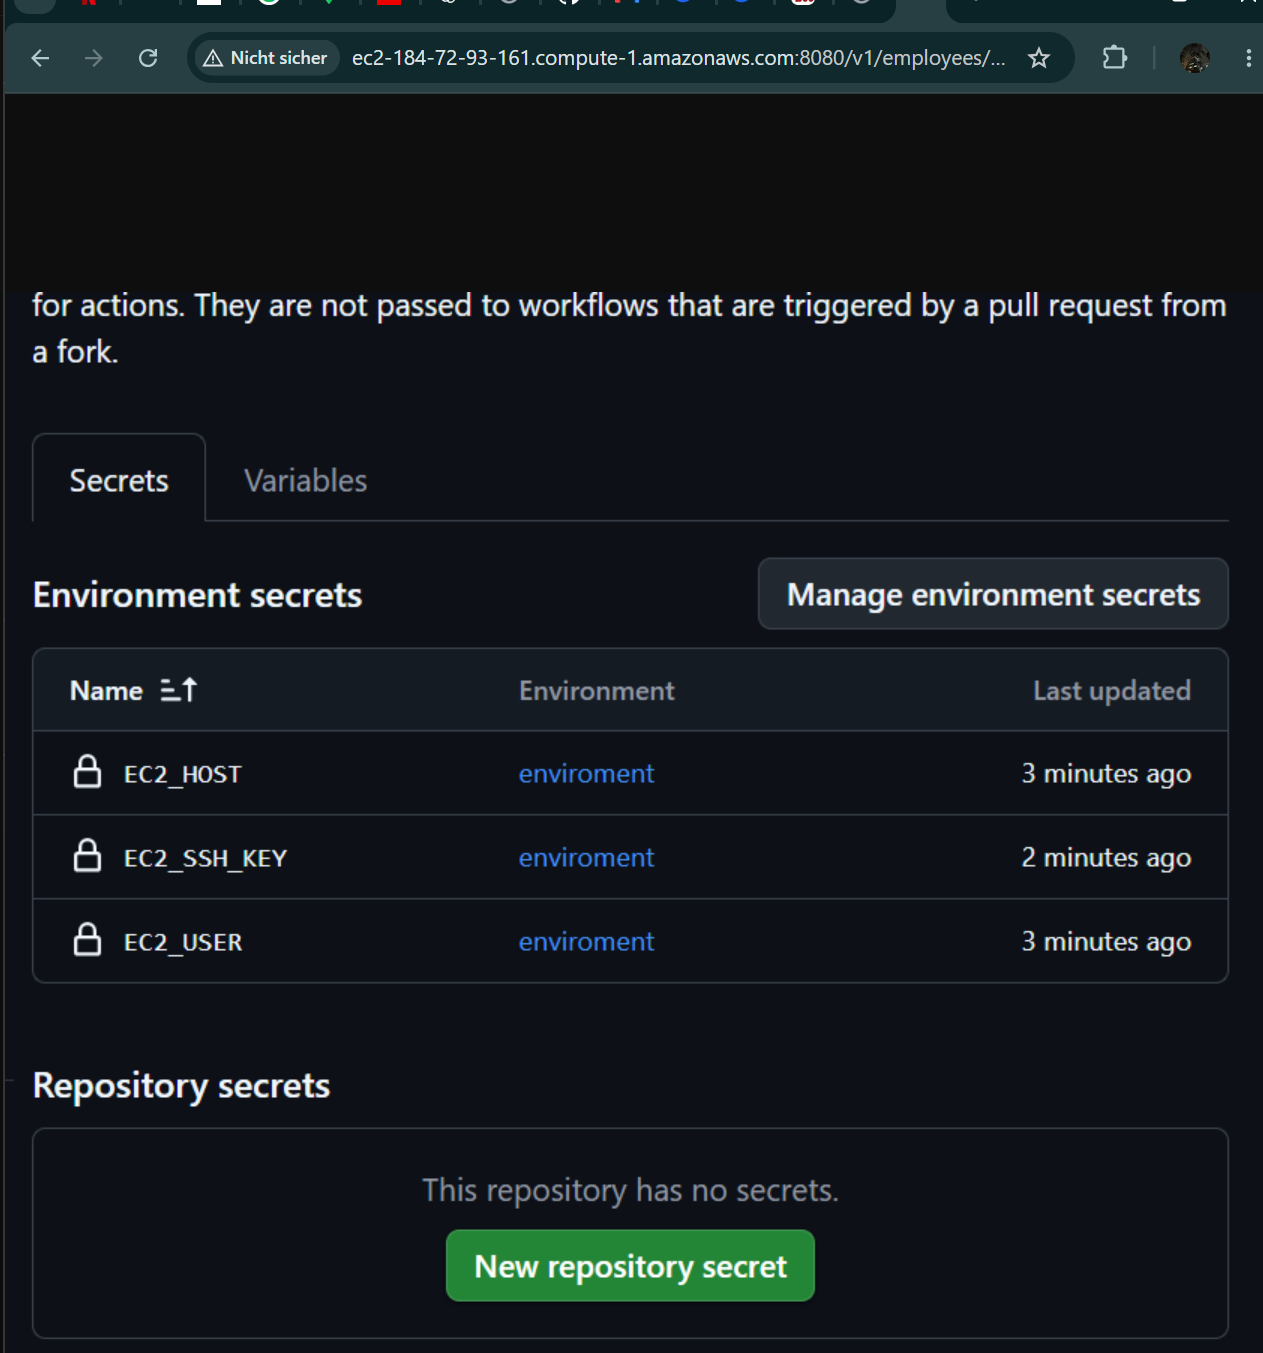 Nicht sicher
ec2-184-72-93-161.compute-1.amazonaws.com:8080/v1/employees/...
for actions. They are not passed to workflows that are triggered by a pull request from
a fork.
Secrets Variables
Environment secrets Manage environment secrets
Name Environment Last updated
EC2_HOST enviroment 3 minutes ago
EC2_SSH_KEY enviroment 2 minutes ago
EC2_USER enviroment 3 minutes ago
Repository secrets
This repository has no secrets.
New repository secret